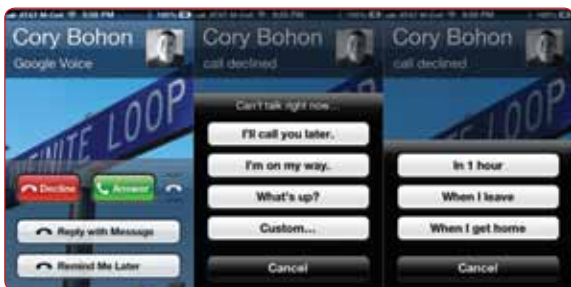 Cory Bohon
Google Voice
INFINITE LOOP
Decline
Answer
Reply with Message
Remind Me Later
Cory Bohon
call declined
Can't talk right now...
I'll call you later.
I'm on my way.
What's up?
Custom...
Cancel
Cory Bohon
call declined
LOOP
In 1 hour
When I leave
When I get home
Cancel